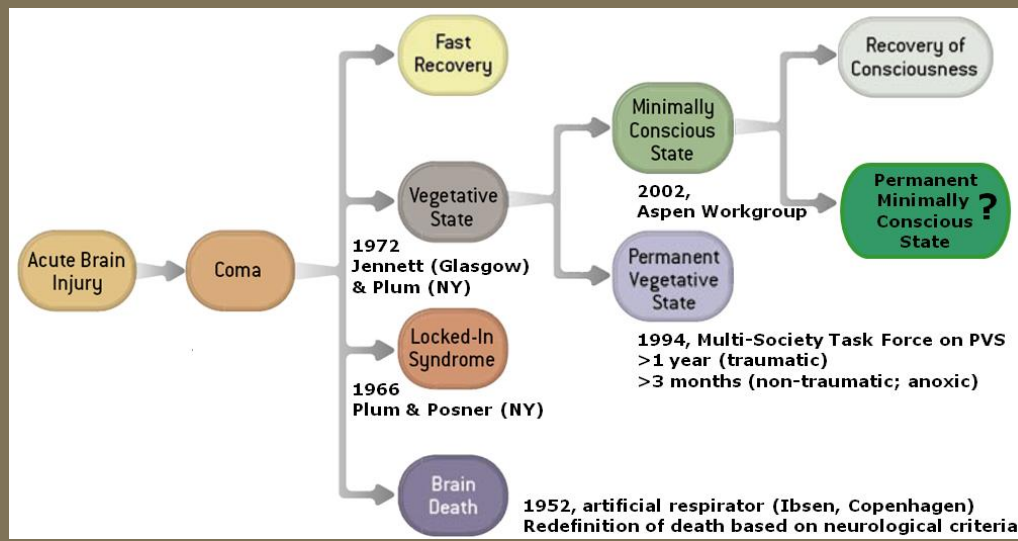 Fast
Recovery
Recovery of
Consciousness
Minimally
Conscious
State
2002,
Aspen Workgroup
Permanent
Minimally
Conscious
State
?
Vegetative
State
1972
Jennett (Glasgow)
& Plum (NY)
Acute Brain
Injury
Coma
Permanent
Vegetative
State
1994, Multi-Society Task Force on PVS
>1 year (traumatic)
>3 months (non-traumatic; anoxic)
Locked-In
Syndrome
1966
Plum & Posner (NY)
Brain
Death
1952, artificial respirator (Ibsen, Copenhagen)
Redefinition of death based on neurological criteria